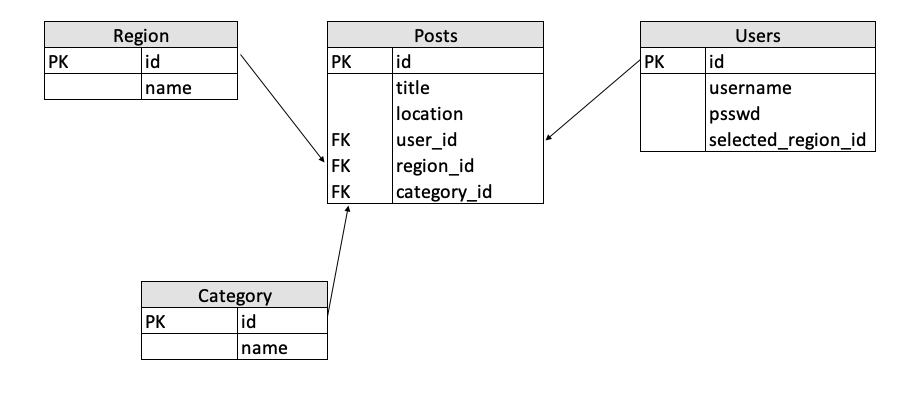 Region
PK id
name
Posts
PK id
title
location
FK user_id
FK region_id
FK category_id
Users
PK id
username
psswd
selected_region_id
Category
PK id
name